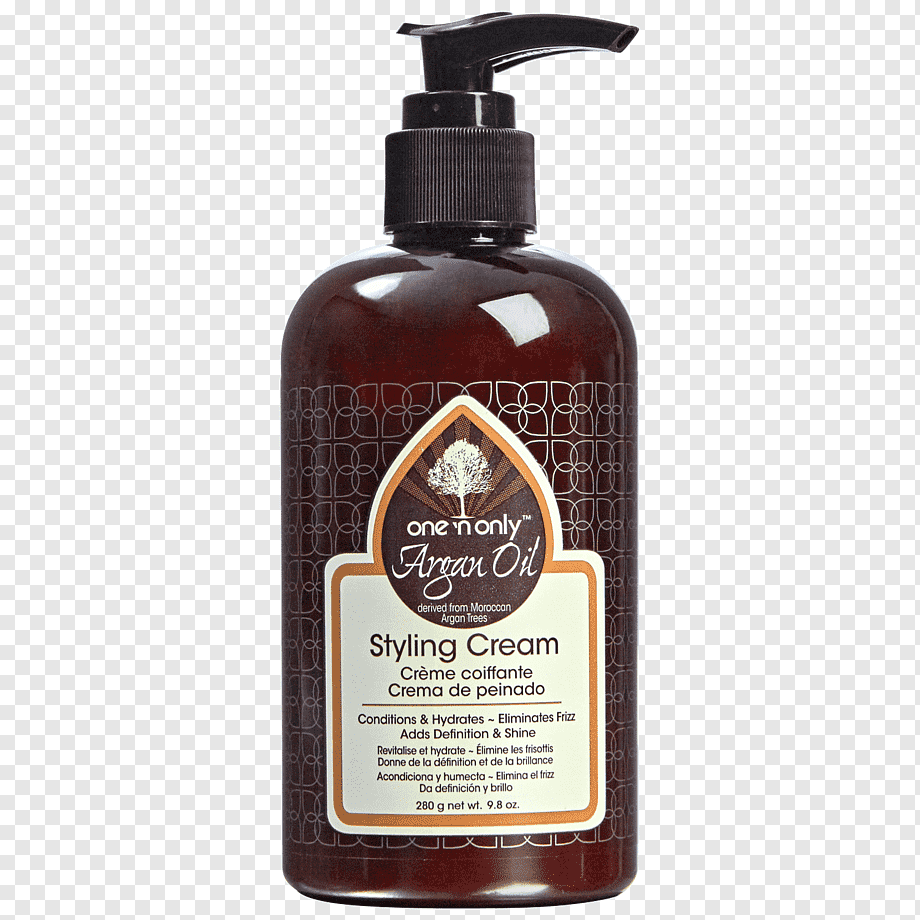 one 'n only™
Argan Oil
derived from Moroccan
Argan Trees
Styling Cream
Crème coiffante
Crema de peinado
Conditions & Hydrates ~ Eliminates Frizz
Adds Definition & Shine
Revitalise et hydrate ~ Élimine les frisottis
Donne de la définition et de la brillance
Acondiciona y humecta ~ Elimina el frizz
Da definición y brillo
280 g net wt. 9.8 oz.